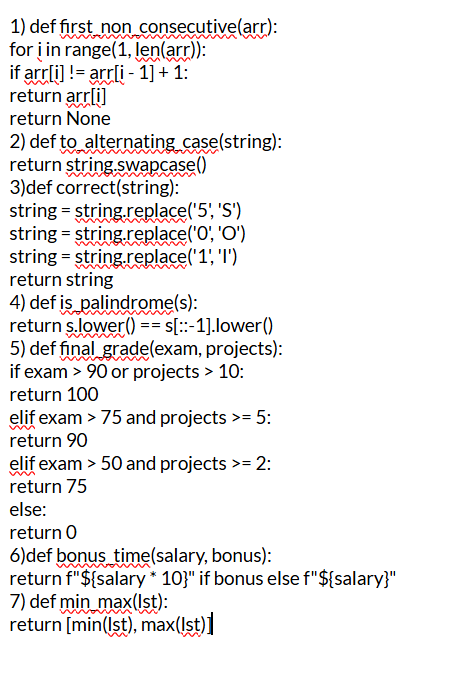 1) def first_non_consecutive(arr):
for i in range(1, len(arr)):
if arr[i] != arr[i - 1] + 1:
return arr[i]
return None
2) def to_alternating_case(string):
return string.swapcase()
3)def correct(string):
string = string.replace('5', 'S')
string = string.replace('0', 'O')
string = string.replace('1', 'I')
return string
4) def is_palindrome(s):
return s.lower() == s[::-1].lower()
5) def final_grade(exam, projects):
if exam > 90 or projects > 10:
return 100
elif exam > 75 and projects >= 5:
return 90
elif exam > 50 and projects >= 2:
return 75
else:
return 0
6)def bonus_time(salary, bonus):
return f"${salary * 10}" if bonus else f"${salary}"
7) def min_max(lst):
return [min(lst), max(lst)]